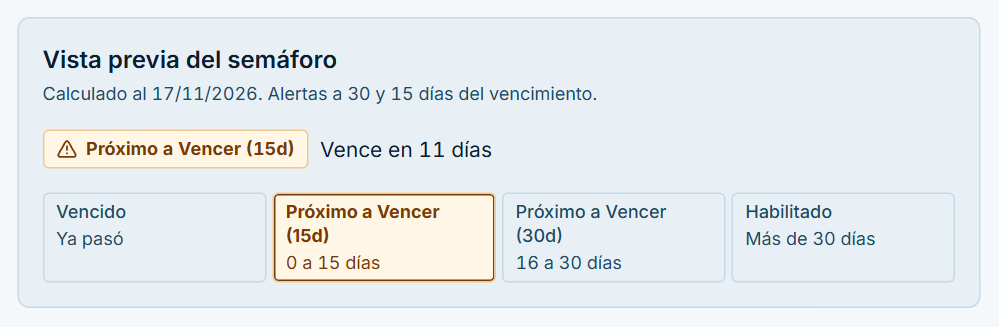 Vista previa del semáforo
Calculado al 17/11/2026. Alertas a 30 y 15 días del vencimiento.
Próximo a Vencer (15d) Vence en 11 días
Vencido
Ya pasó
Próximo a Vencer
(15d)
0 a 15 días
Próximo a Vencer
(30d)
16 a 30 días
Habilitado
Más de 30 días